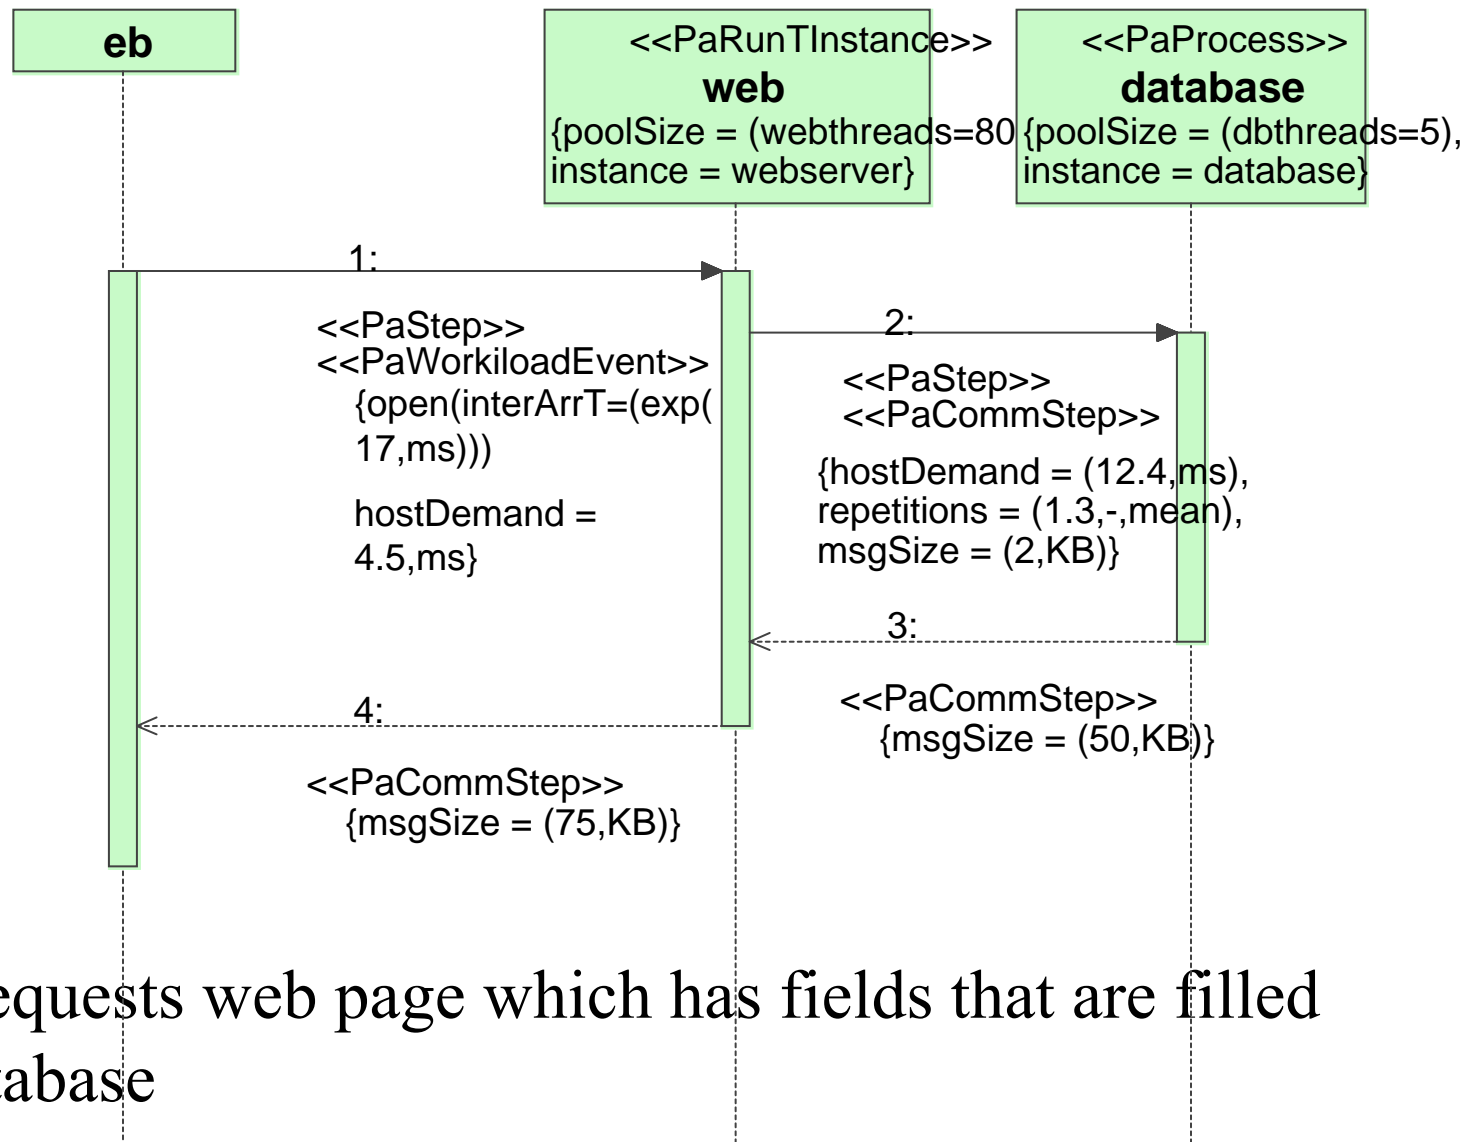 eb
<<PaRunTInstance>>
web
{poolSize = (webthreads=80
instance = webserver}
<<PaProcess>>
database
{poolSize = (dbthreads=5),
instance = database}
1:
<<PaStep>>
<<PaWorkiloadEvent>>
{open(interArrT=(exp(
17,ms)))
hostDemand =
4.5,ms}
2:
<<PaStep>>
<<PaCommStep>>
{hostDemand = (12.4,ms),
repetitions = (1.3,-,mean),
msgSize = (2,KB)}
3:
<<PaCommStep>>
{msgSize = (50,KB)}
4:
<<PaCommStep>>
{msgSize = (75,KB)}
equests web page which has fields that are filled
tabase